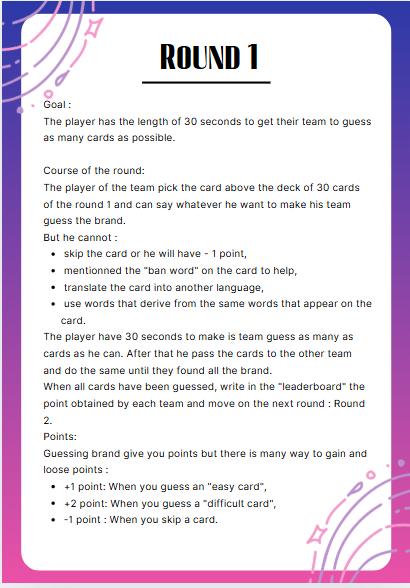 ROUND 1
Goal :
The player has the length of 30 seconds to get their team to guess
as many cards as possible.
Course of the round:
The player of the team pick the card above the deck of 30 cards
of the round 1 and can say whatever he want to make his team
guess the brand.
But he cannot :
• skip the card or he will have - 1 point,
• mentionned the "ban word" on the card to help,
• translate the card into another language,
• use words that derive from the same words that appear on the
card.
The player have 30 seconds to make is team guess as many as
cards as he can. After that he pass the cards to the other team
and do the same until they found all the brand.
When all cards have been guessed, write in the "leaderboard" the
point obtained by each team and move on the next round : Round
2.
Points:
Guessing brand give you points but there is many way to gain and
loose points :
• +1 point: When you guess an "easy card",
• +2 point: When you guess a "difficult card",
• -1 point : When you skip a card.